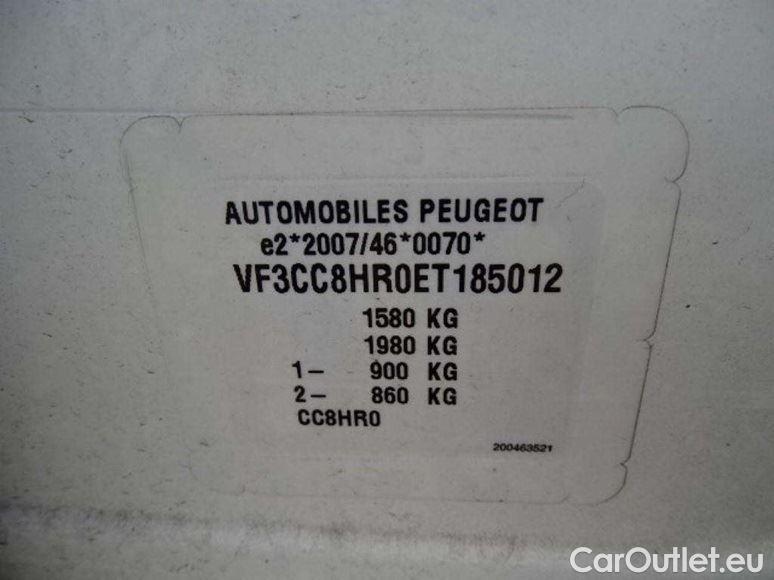 AUTOMOBILES PEUGEOT
e2*2007/46*0070*
VF3CC8HR0ET185012
1580 KG
1980 KG
1- 900 KG
2- 860 KG
CC8HR0
200463521
CarOutlet.eu